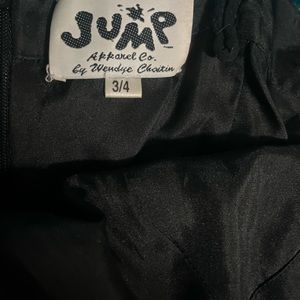 JUMP
Apparel Co.
by Wendye Chaitin
3/4